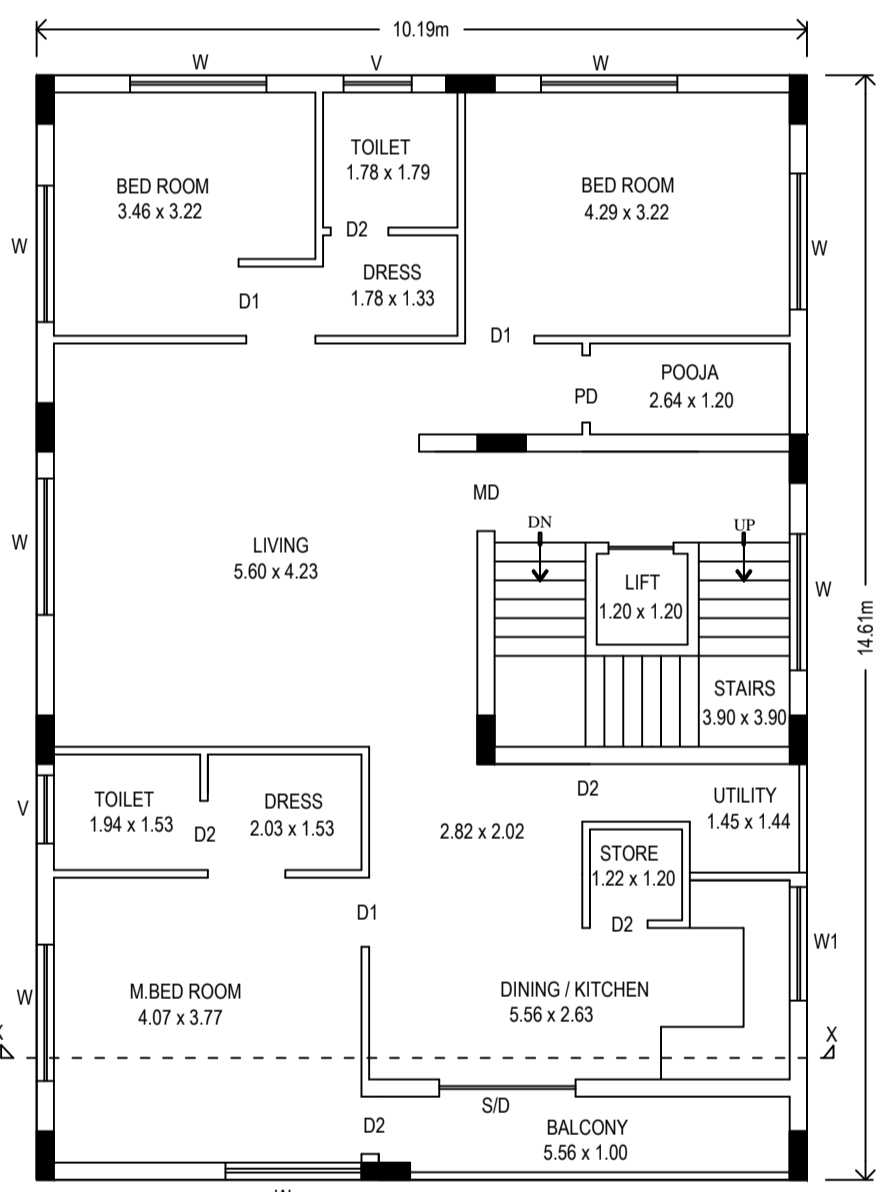 10.19m
W
V
W
TOILET
1.78 x 1.79
BED ROOM
3.46 x 3.22
BED ROOM
4.29 x 3.22
D2
W
W
DRESS
1.78 x 1.33
D1
D1
POOJA
2.64 x 1.20
PD
MD
DN
UP
W
LIVING
5.60 x 4.23
LIFT
1.20 x 1.20
W
14.61m
STAIRS
3.90 x 3.90
D2
V
TOILET
1.94 x 1.53
DRESS
2.03 x 1.53
D2
2.82 x 2.02
UTILITY
1.45 x 1.44
STORE
1.22 x 1.20
D1
D2
W1
W
M.BED ROOM
4.07 x 3.77
DINING / KITCHEN
5.56 x 2.63
X
X
S/D
D2
BALCONY
5.56 x 1.00
W